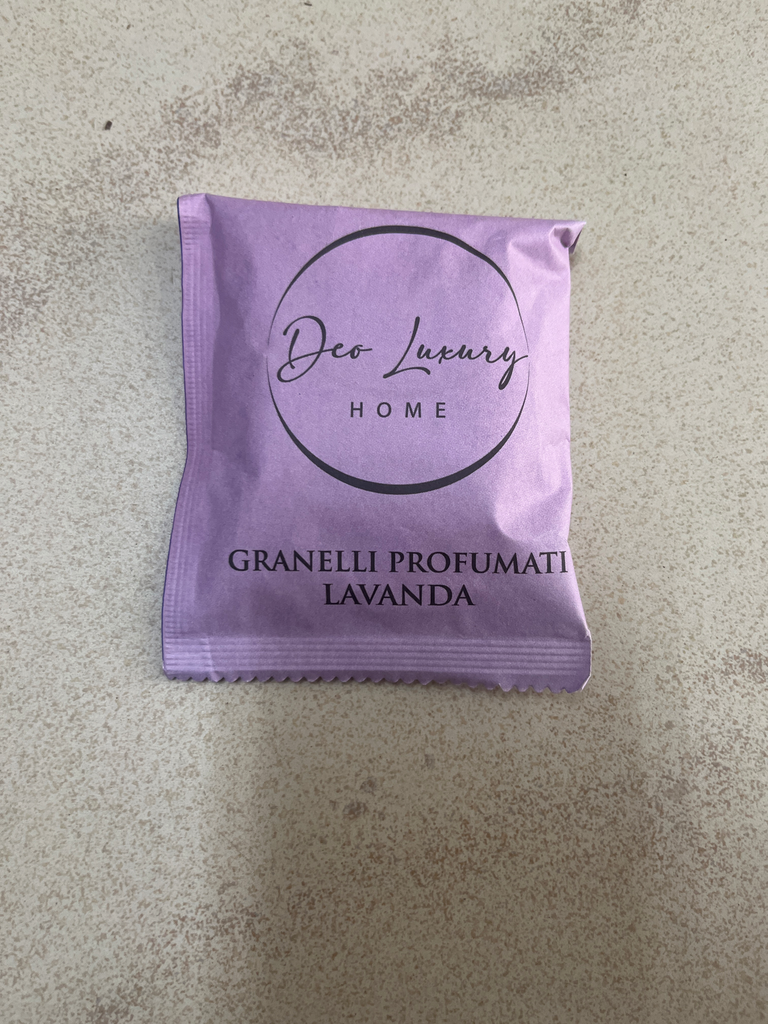 Deo Luxury
HOME
GRANELLI PROFUMATI
LAVANDA